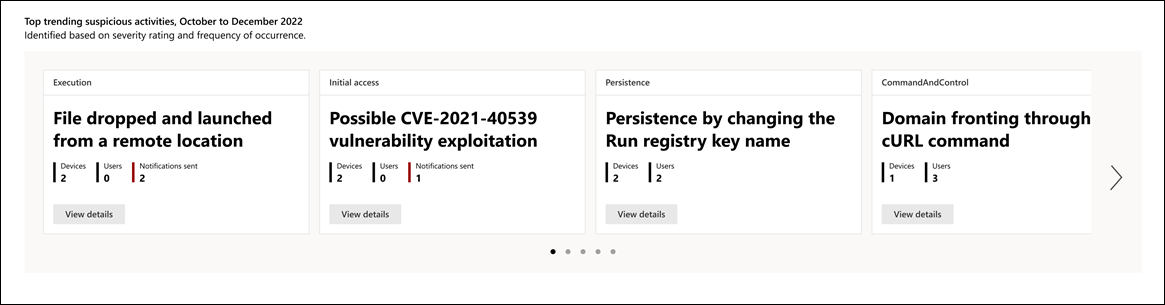 Top trending suspicious activities, October to December 2022
Identified based on severity rating and frequency of occurrence.
Execution
File dropped and launched
from a remote location
Devices Users Notifications sent
2 0 2
View details
Initial access
Possible CVE-2021-40539
vulnerability exploitation
Devices Users Notifications sent
2 0 1
View details
Persistence
Persistence by changing the
Run registry key name
Devices Users
2 2
View details
CommandAndControl
Domain fronting through
cURL command
Devices Users
1 3
View details